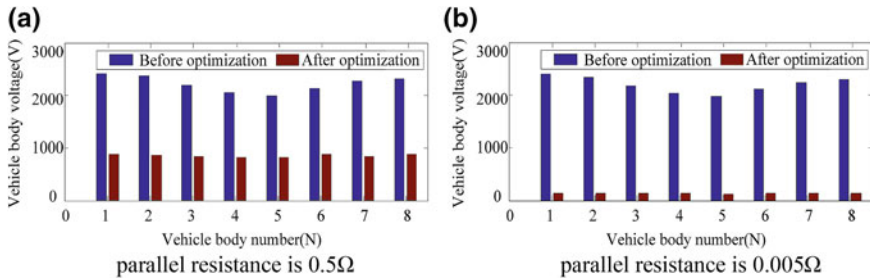 (a)
Vehicle body voltage(V)
3000
2000
1000
0
Before optimization
After optimization
0 1 2 3 4 5 6 7 8
Vehicle body number(N)
parallel resistance is 0.5Ω
(b)
Vehicle body voltage(V)
3000
2000
1000
0
Before optimization
After optimization
0 1 2 3 4 5 6 7 8
Vehicle body number(N)
parallel resistance is 0.005Ω